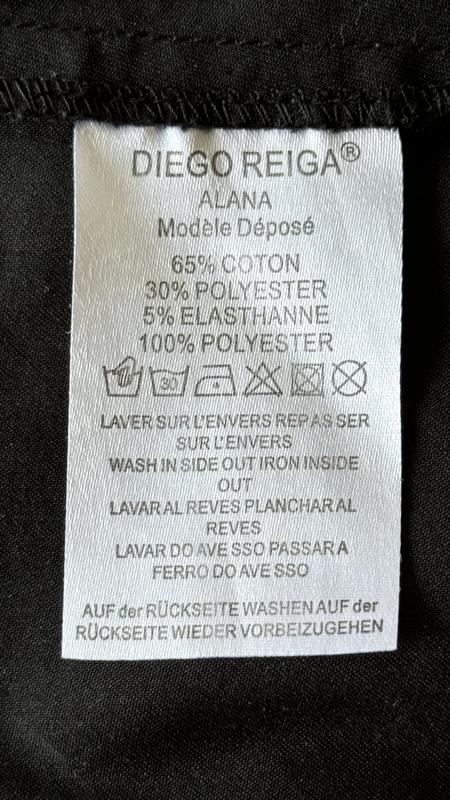 DIEGO REIGA®
ALANA
Modèle Déposé
65% COTON
30% POLYESTER
5% ELASTHANNE
100% POLYESTER
30
LAVER SUR L'ENVERS REPAS SER
SUR L'ENVERS
WASH IN SIDE OUT IRON INSIDE
OUT
LAVAR AL REVES PLANCHAR AL
REVES
LAVAR DO AVE SSO PASSAR A
FERRO DO AVE SSO
AUF der RÜCKSEITE WASHEN AUF der
RÜCKSEITE WIEDER VORBEIZUGEHEN